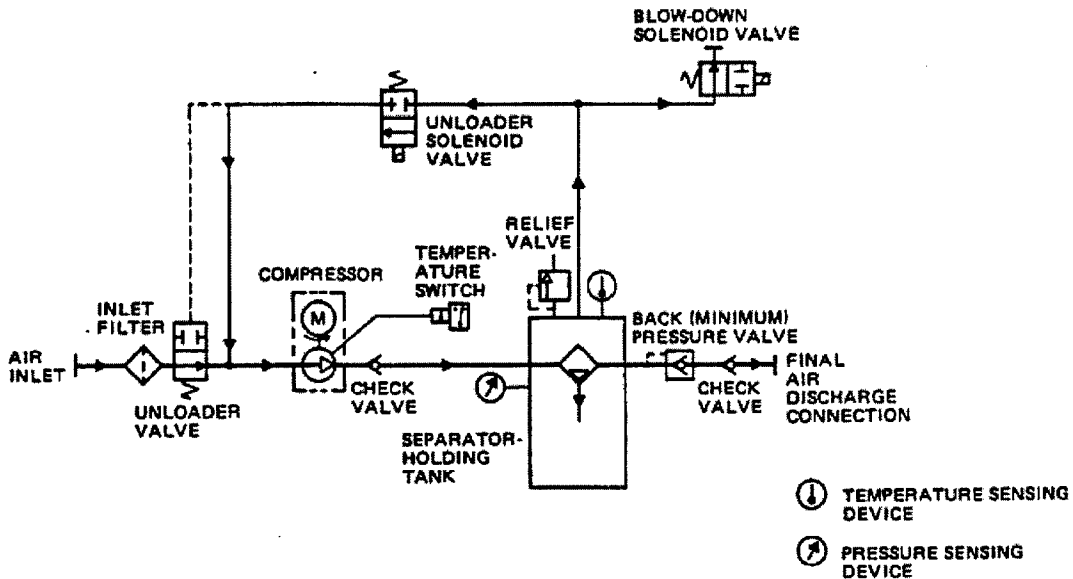 BLOW-DOWN
SOLENOID VALVE
UNLOADER
SOLENOID
VALVE
RELIEF
VALVE
TEMPER-
ATURE
SWITCH
COMPRESSOR
M
INLET
FILTER
BACK (MINIMUM)
PRESSURE VALVE
AIR
INLET
UNLOADER
VALVE
CHECK
VALVE
CHECK
VALVE
FINAL
AIR
DISCHARGE
CONNECTION
SEPARATOR-
HOLDING
TANK
TEMPERATURE SENSING
DEVICE
PRESSURE SENSING
DEVICE